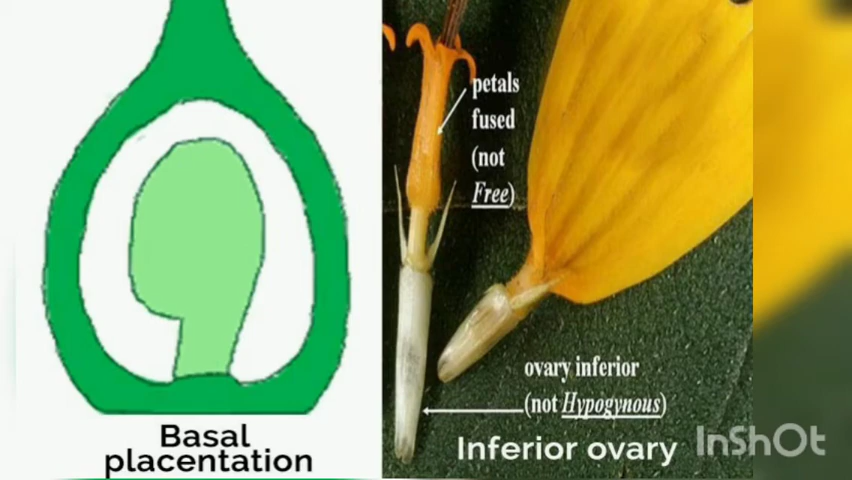 petals
fused
(not
Free)
ovary inferior
(not Hypogynous)
Basal
placentation
Inferior ovary
InShOt